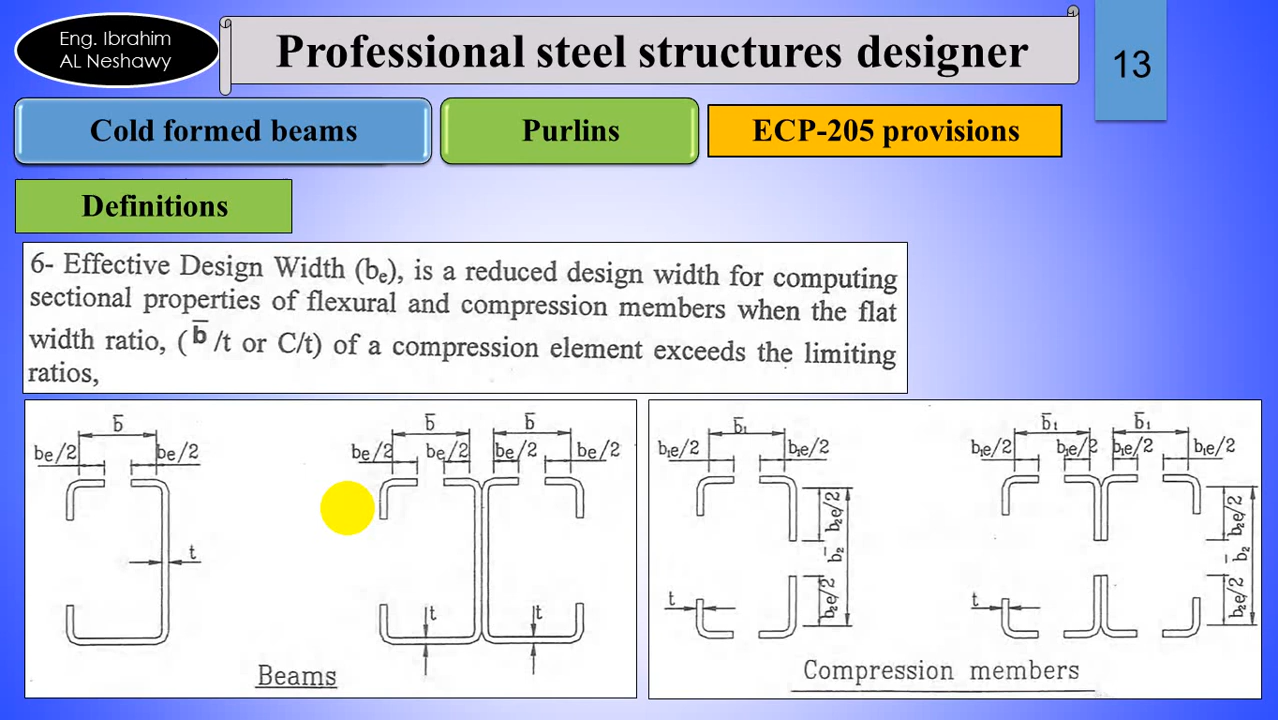 Eng. Ibrahim
AL Neshawy
Professional steel structures designer
13
Cold formed beams
Purlins
ECP-205 provisions
Definitions
6- Effective Design Width (bₑ), is a reduced design width for computing
sectional properties of flexural and compression members when the flat
width ratio, ( b̄ /t or C/t) of a compression element exceeds the limiting
ratios,
b̄
be/2
be/2
t
b̄
b̄
be/2
be/2
be/2
be/2
t
t
Beams
b̄₁
b₁e/2
b₁e/2
b₂e/2
b̄₂
b₂e/2
t
b̄₁
b̄₁
b₁e/2
b₁e/2
b₁e/2
b₁e/2
b₂e/2
b̄₂
b₂e/2
t
Compression members